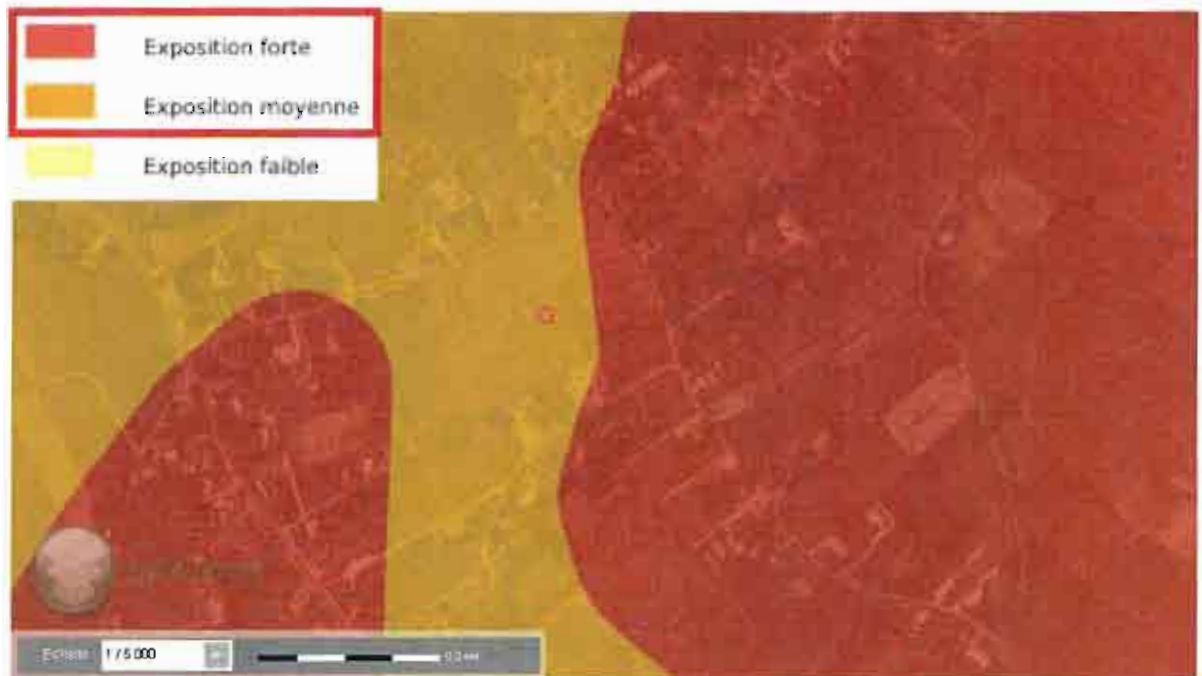 Exposition forte
Exposition moyenne
Exposition faible
Echelle 1 / 5 000